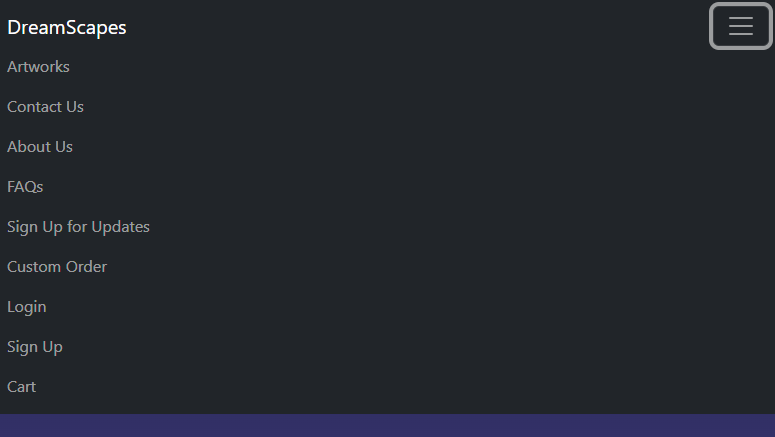 DreamScapes
Artworks
Contact Us
About Us
FAQs
Sign Up for Updates
Custom Order
Login
Sign Up
Cart